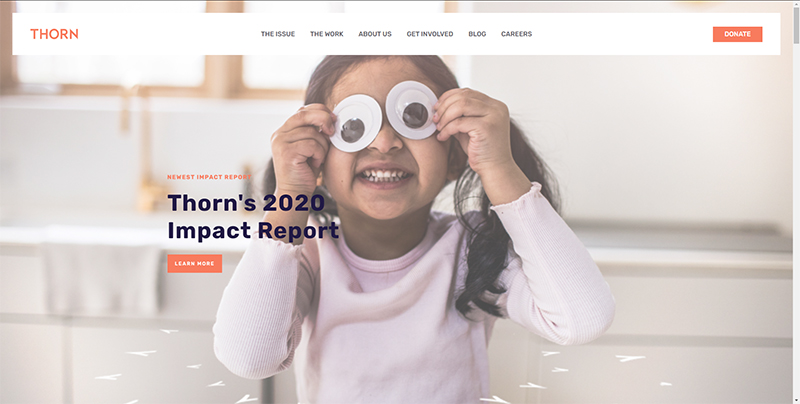 THORN
THE ISSUE THE WORK ABOUT US GET INVOLVED BLOG CAREERS
DONATE
NEWEST IMPACT REPORT
Thorn's 2020
Impact Report
LEARN MORE